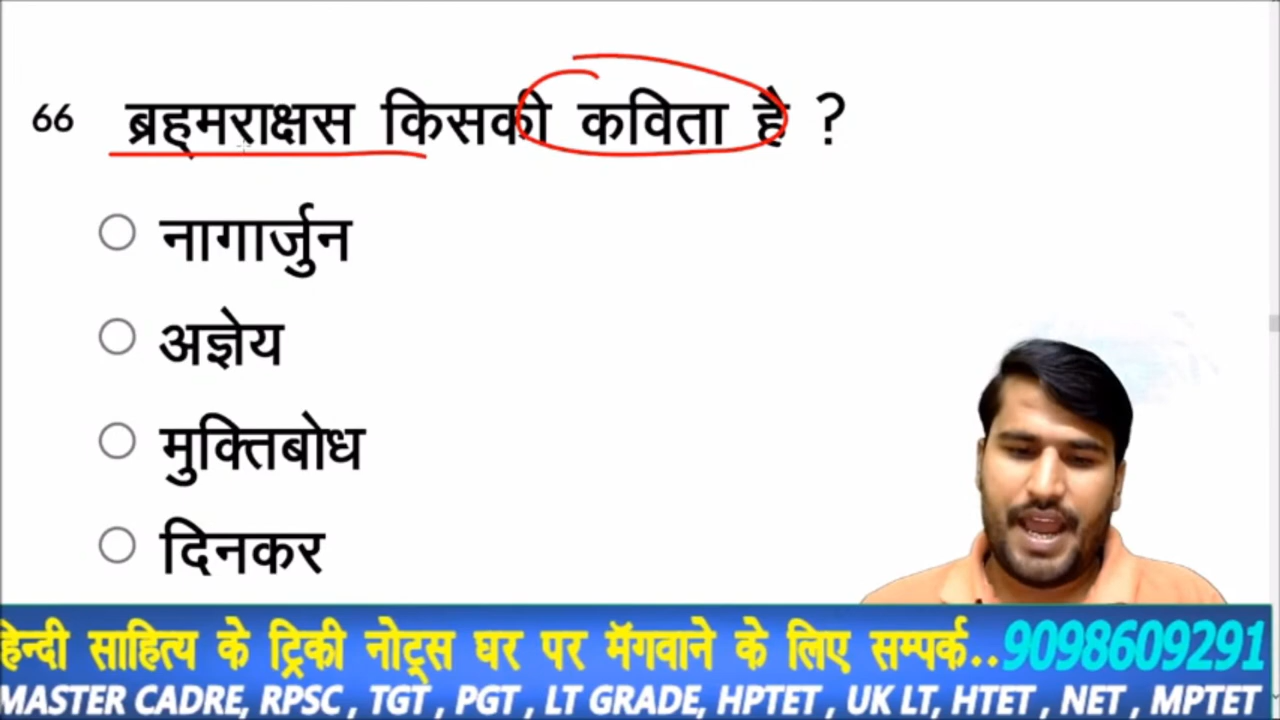 66 ब्रह्मराक्षस किसकी कविता है ?
नागार्जुन
अज्ञेय
मुक्तिबोध
दिनकर
हिन्दी साहित्य के ट्रिकी नोट्स घर पर मॅगवाने के लिए सम्पर्क..9098609291
MASTER CADRE, RPSC , TGT , PGT , LT GRADE, HPTET , UK LT, HTET , NET , MPTET